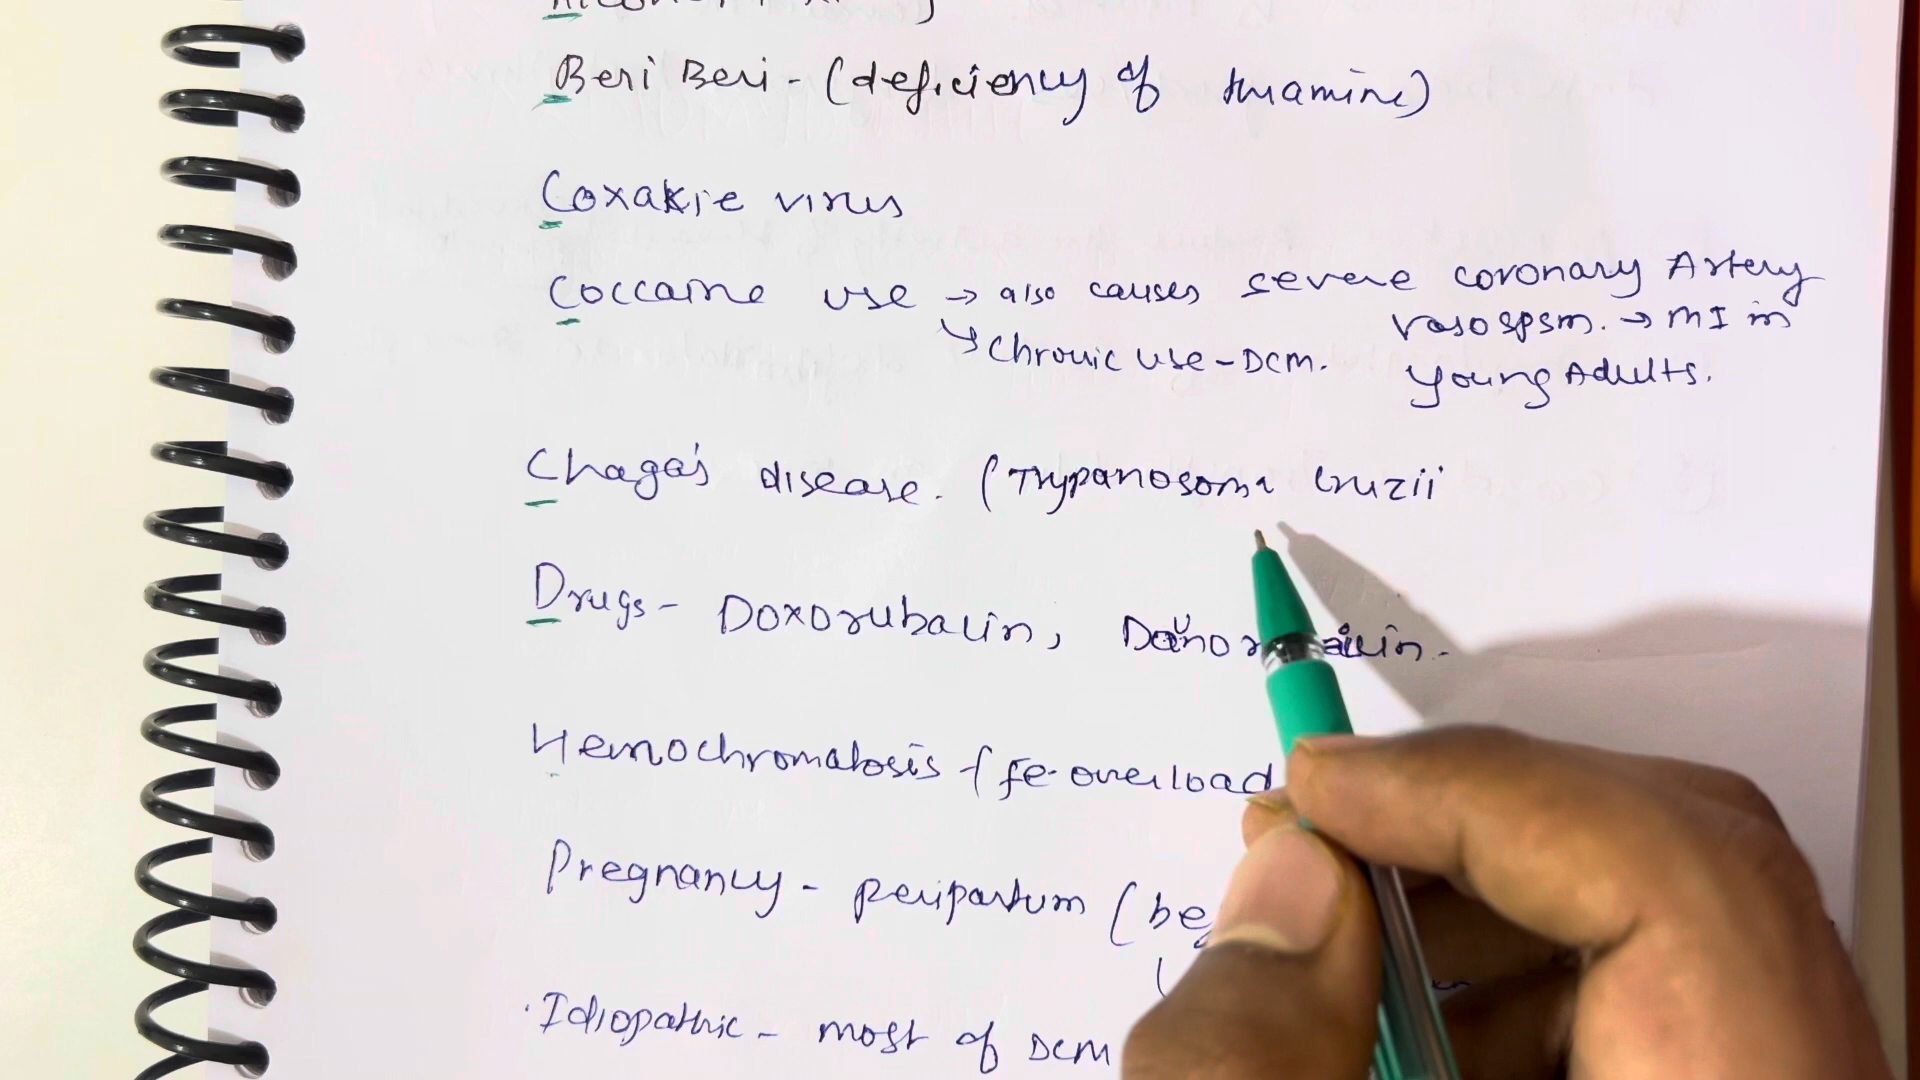 Beri Beri - (deficiency of thiamine)
Coxakie virus
Coccaine use → also causes severe coronary Artery
vasospsm. → MI in
↳ chronic use - DCM.
young Adults.
Chaga's disease. (Trypanosoma cruzii
Drugs - Doxorubacin,
Hemochromatosis - (fe-overload
Pregnancy - peripartum (be
Idiopathic - most of DCM